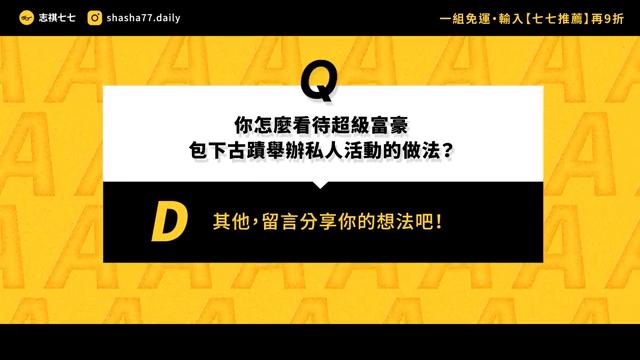 志祺七七 shasha77.daily 一組免運・輸入【七七推薦】再9折
Q
你怎麼看待超級富豪
包下古蹟舉辦私人活動的做法？
D 其他，留言分享你的想法吧！